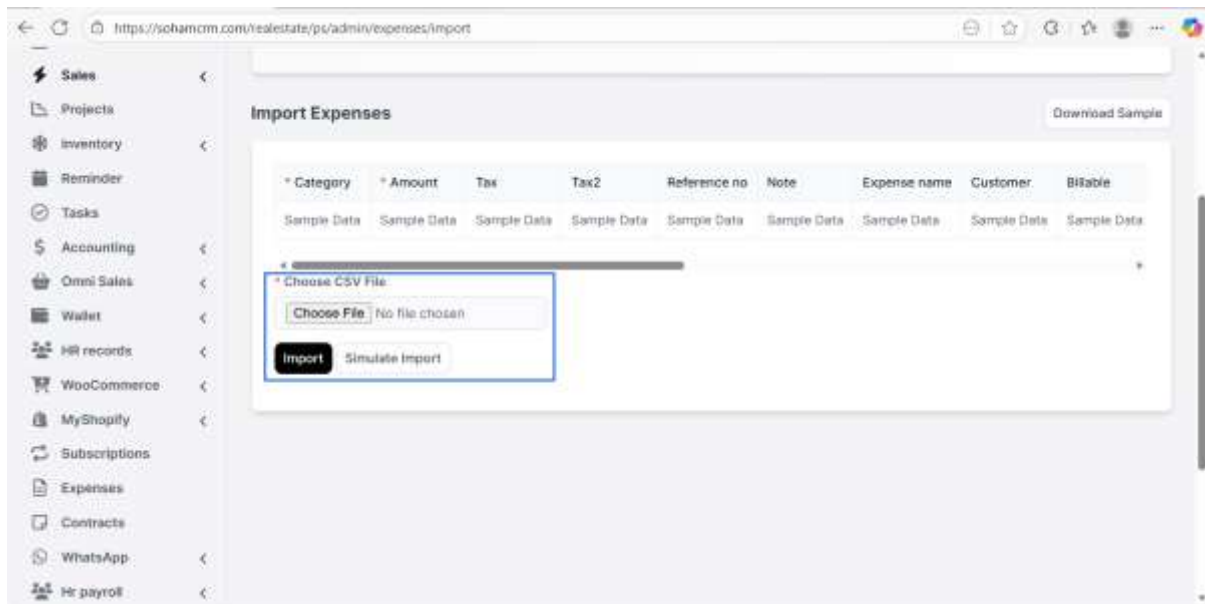 https://sohamcrm.com/realestate/ps/admin/expenses/import
Sales
Projects
Inventory
Reminder
Tasks
Accounting
Omni Sales
Wallet
HR records
WooCommerce
MyShopify
Subscriptions
Expenses
Contracts
WhatsApp
Hr payroll
Import Expenses
Download Sample
* Category * Amount Tax Tax2 Reference no Note Expense name Customer Billable
Sample Data Sample Data Sample Data Sample Data Sample Data Sample Data Sample Data Sample Data Sample Data
* Choose CSV File
Choose File No file chosen
Import Simulate Import